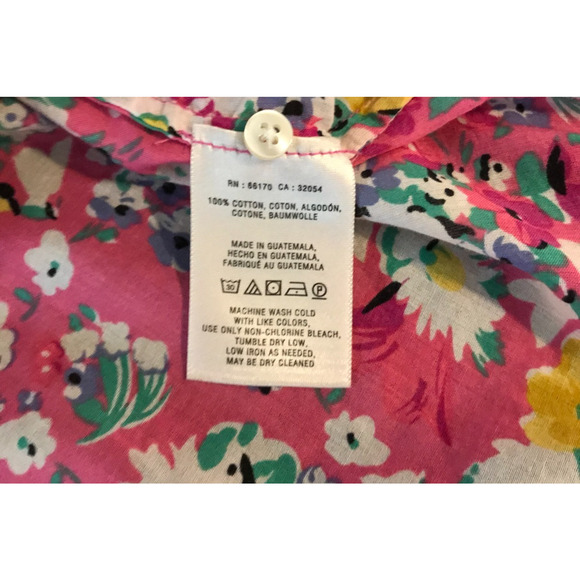 RN : 66170 CA : 32054
100% COTTON, COTON, ALGODÓN,
COTONE, BAUMWOLLE
MADE IN GUATEMALA,
HECHO EN GUATEMALA,
FABRIQUÉ AU GUATEMALA
30 P
MACHINE WASH COLD
WITH LIKE COLORS,
USE ONLY NON-CHLORINE BLEACH,
TUMBLE DRY LOW,
LOW IRON AS NEEDED,
MAY BE DRY CLEANED